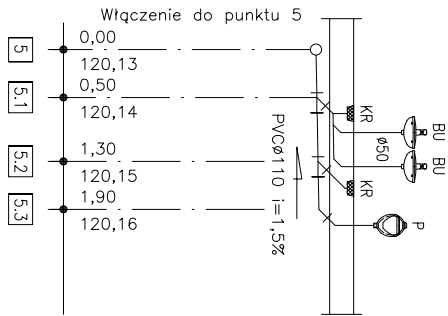 Włączenie do punktu 5
5
0,00
120,13
5.1
0,50
120,14
5.2
1,30
120,15
5.3
1,90
120,16
PVCø110 i=1,5%
KR
BU
ø50
BU
KR
P